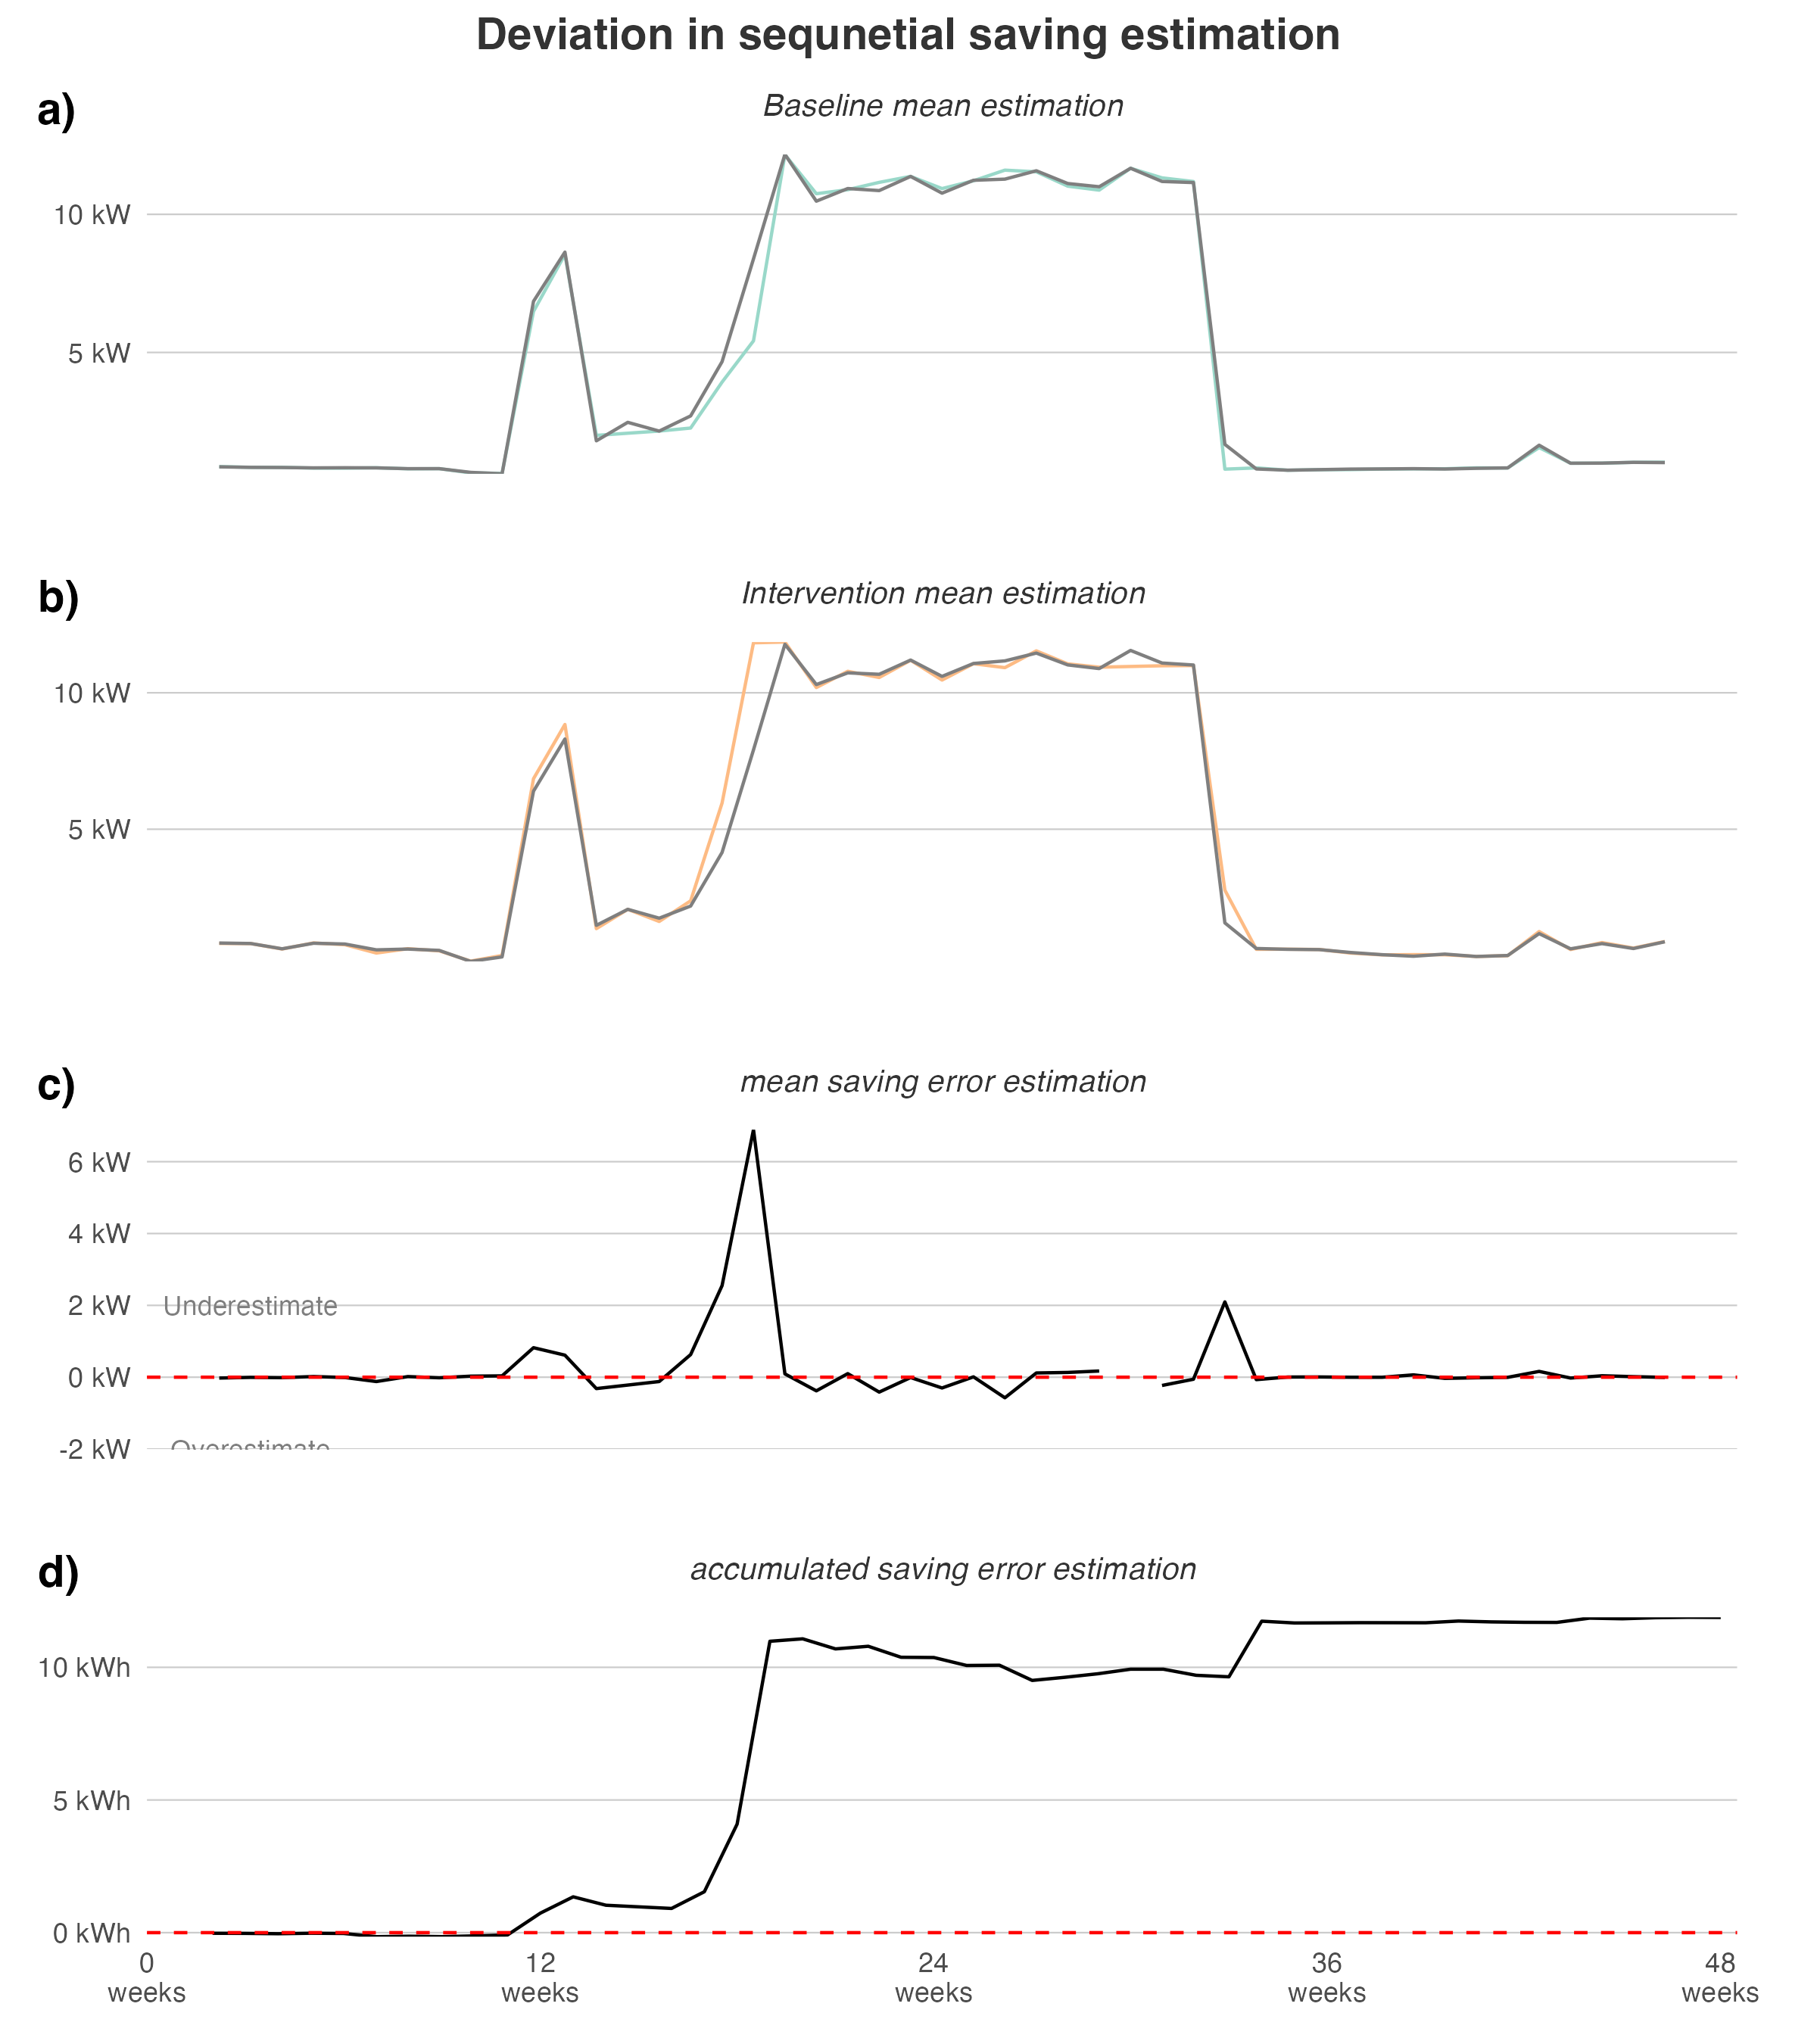 Deviation in sequnetial saving estimation
a)
Baseline mean estimation
10 kW
5 kW
b)
Intervention mean estimation
10 kW
5 kW
c)
mean saving error estimation
6 kW
4 kW
2 kW
Underestimate
0 kW
-2 kW
Overestimate
d)
accumulated saving error estimation
10 kWh
5 kWh
0 kWh
0
weeks
12
weeks
24
weeks
36
weeks
48
weeks